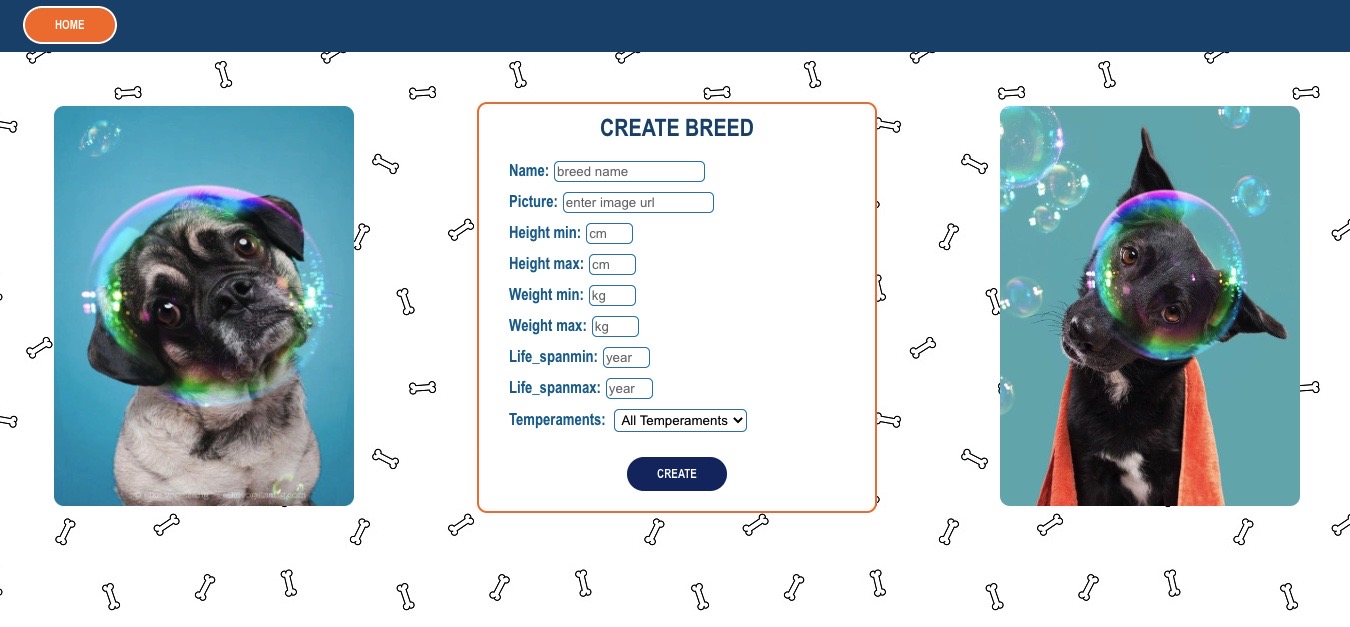 HOME
CREATE BREED
Name: breed name
Picture: enter image url
Height min: cm
Height max: cm
Weight min: kg
Weight max: kg
Life_spanmin: year
Life_spanmax: year
Temperaments: All Temperaments
CREATE